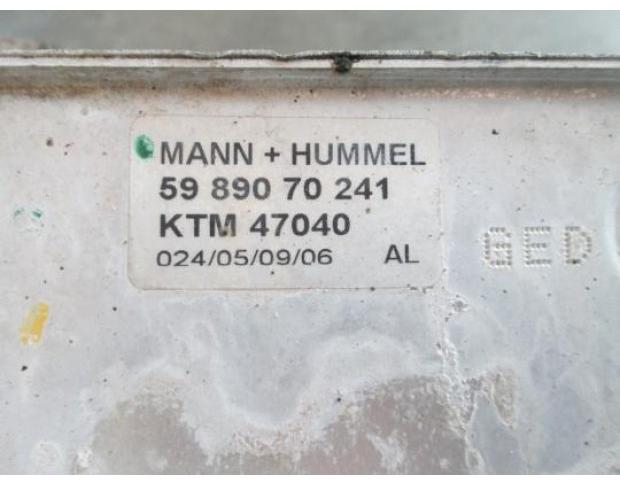 MANN + HUMMEL
59 890 70 241
KTM 47040
024/05/09/06 AL
GED